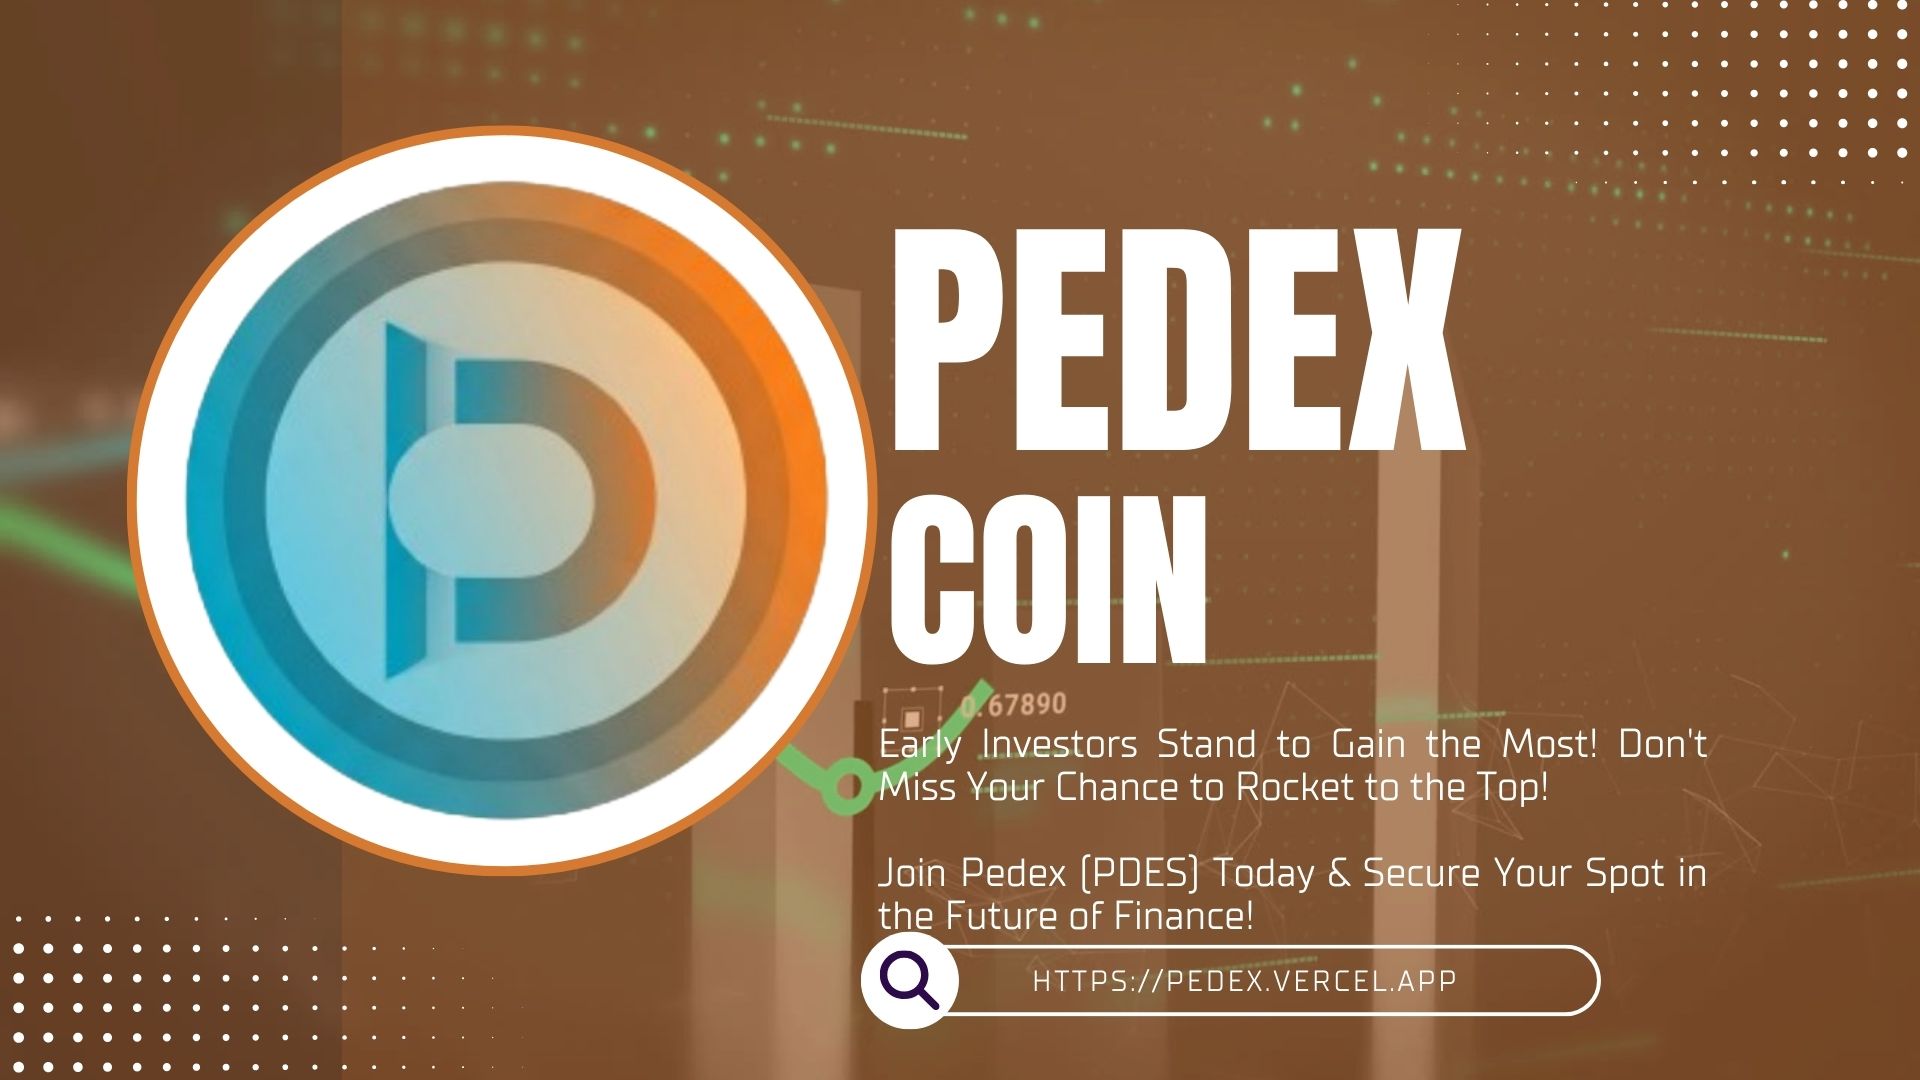 PEDEX
COIN
0.67890
Early Investors Stand to Gain the Most! Don't
Miss Your Chance to Rocket to the Top!
Join Pedex (PDES) Today & Secure Your Spot in
the Future of Finance!
HTTPS://PEDEX.VERCEL.APP